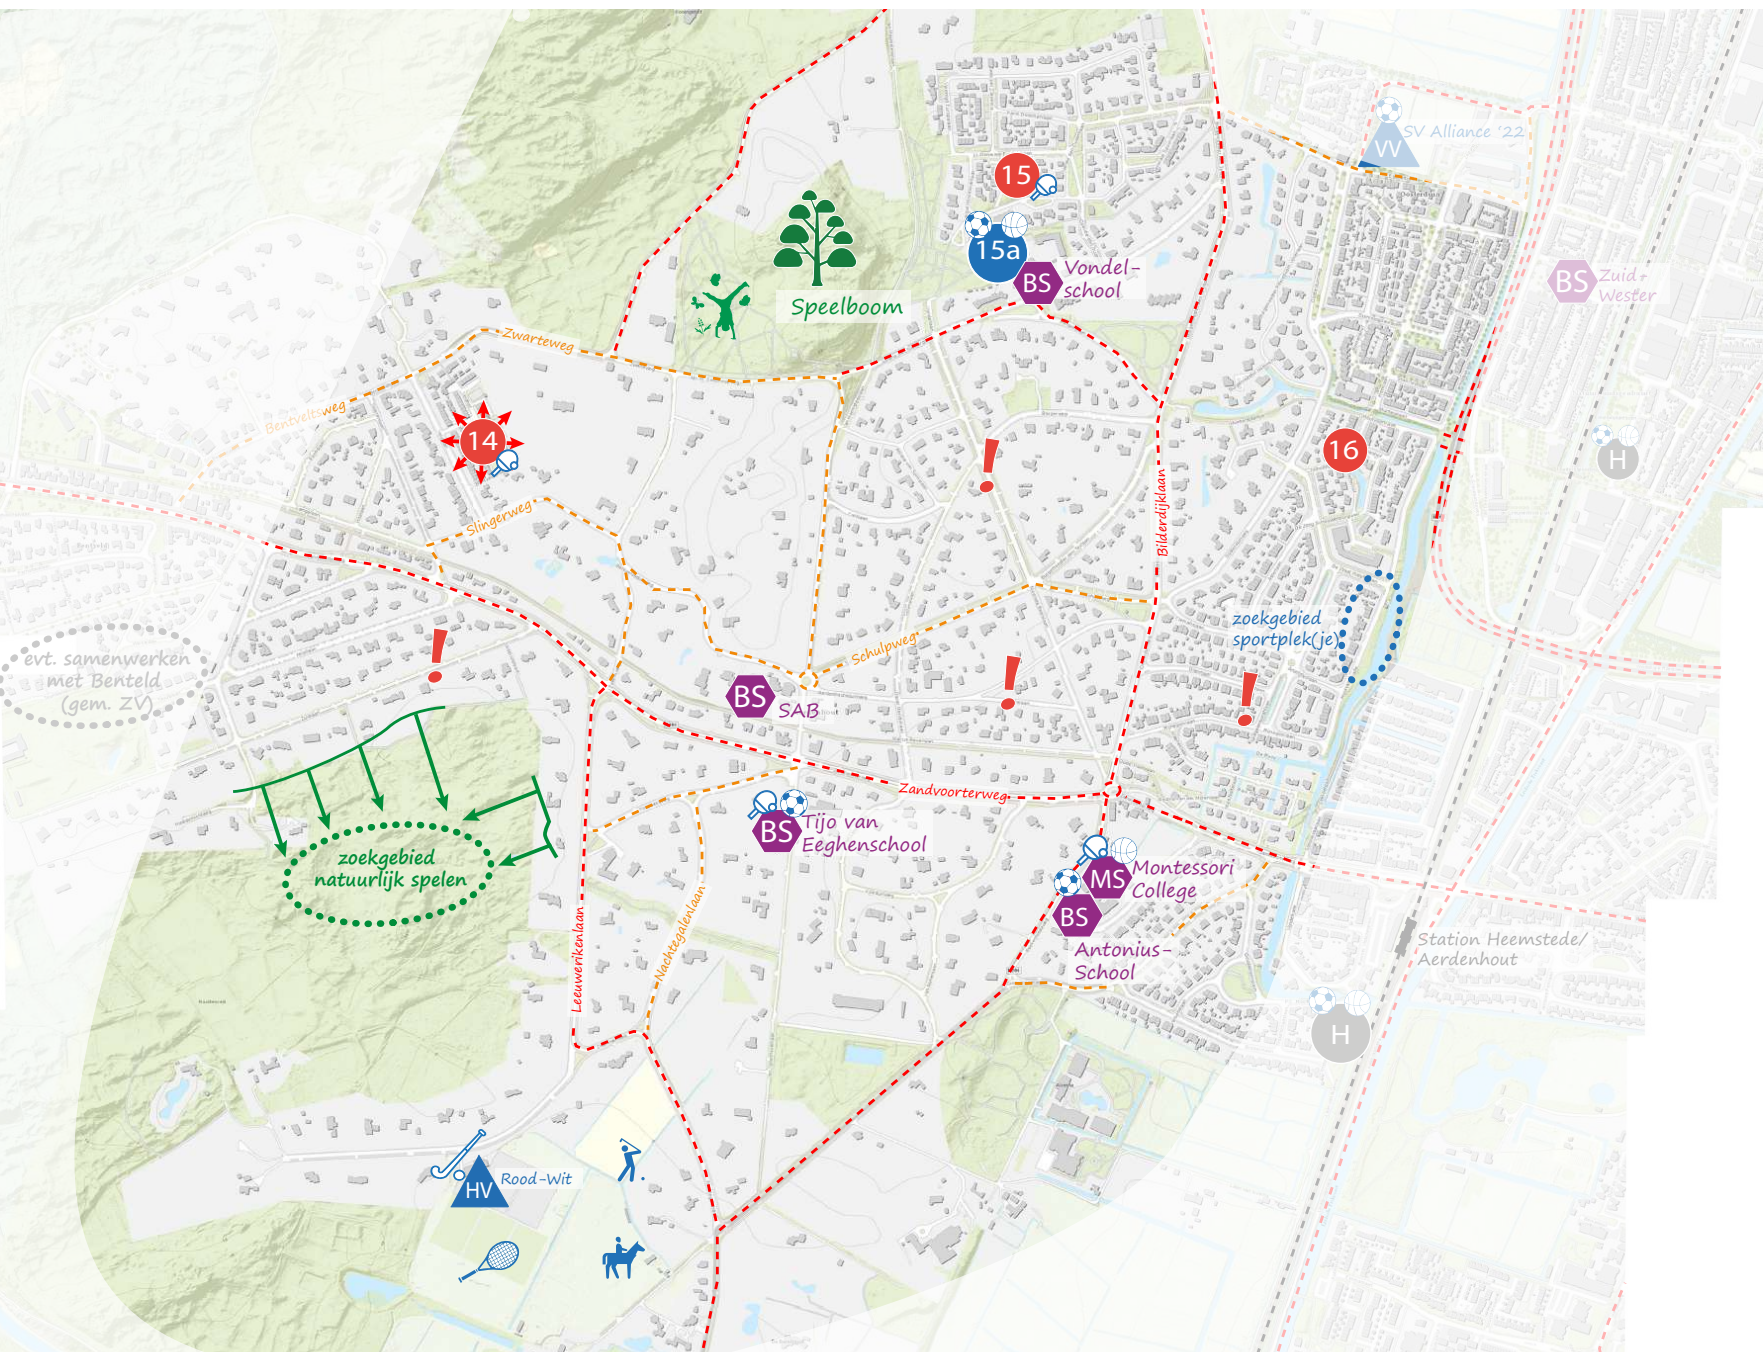 SV Alliance '22
VV
15
15a
BS
Vondel-
school
BS
Zuid+
Wester
Speelboom
Zwarteweg
Bentveltsweg
14
16
H
Slingerweg
Bilderdijklaan
zoekgebied
sportplek(je)
evt. samenwerken
met Benteld
(gem. ZV)
Schulpweg
BS
SAB
Zandvoorterweg
BS
Tijo van
Eeghenschool
zoekgebied
natuurlijk spelen
MS
Montessori
College
BS
Antonius-
School
Leeuwerikenlaan
Nachtegalenlaan
Station Heemstede/
Aerdenhout
H
HV
Rood-Wit